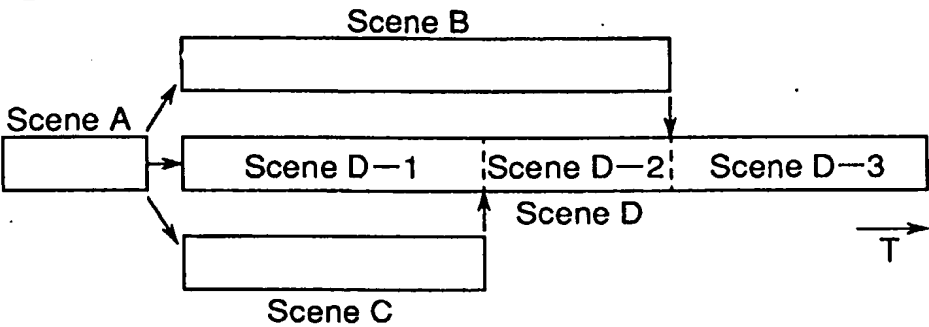 Scene B
Scene A
Scene D—1
Scene D—2
Scene D—3
Scene D
T
Scene C